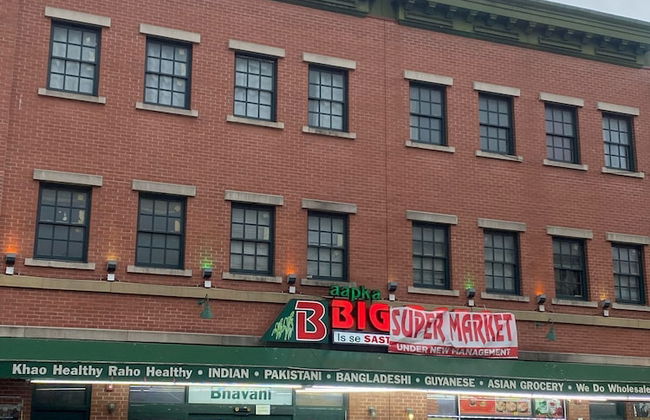 aapka
B BIG
Is se SAST
SUPER MARKET
UNDER NEW MANAGEMENT
Khao Healthy Raho Healthy • INDIAN • PAKISTANI • BANGLADESHI • GUYANESE • ASIAN GROCERY • We Do Wholesale
Bhavani